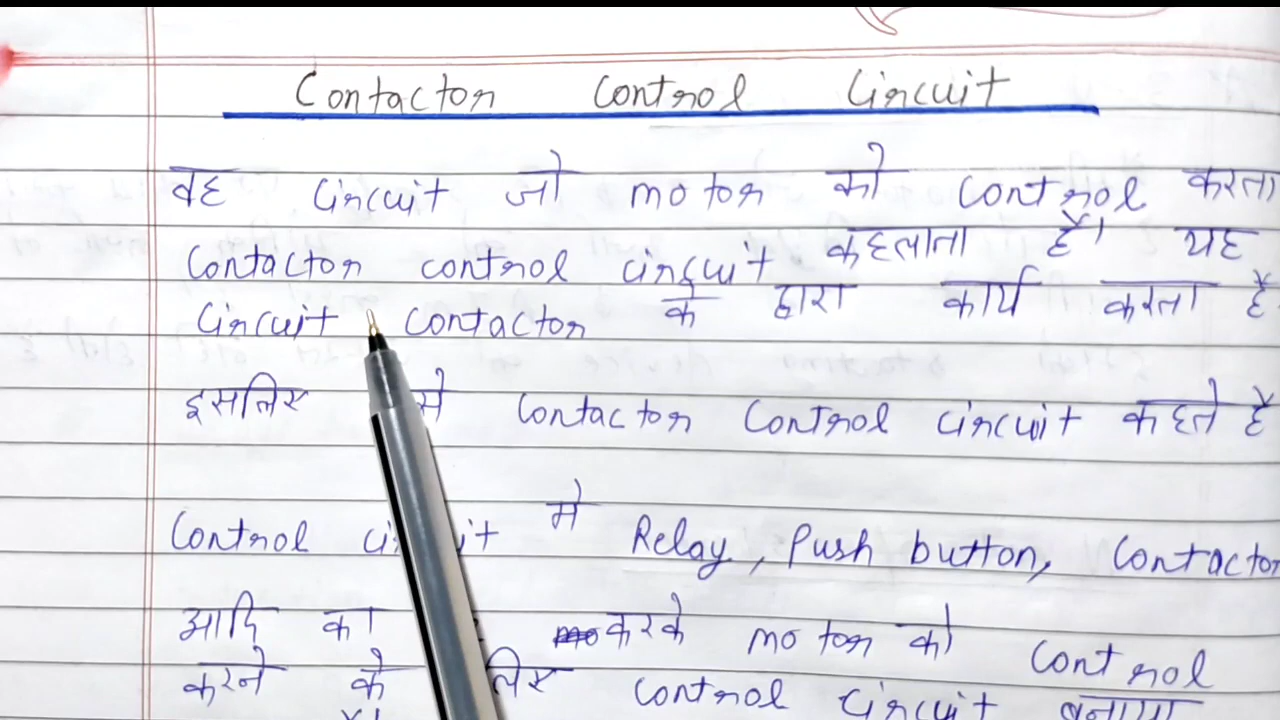 Contactor Control Circuit
वह circuit जो motor को control करता
contactor control circuit कहलाता है। यह
circuit contactor के द्वारा कार्य करता है
इसलिए से contactor control circuit कहते है
Control में Relay, Push button, Contactor
आदि का करके motor को control
करने के लिए control circuit बनाया